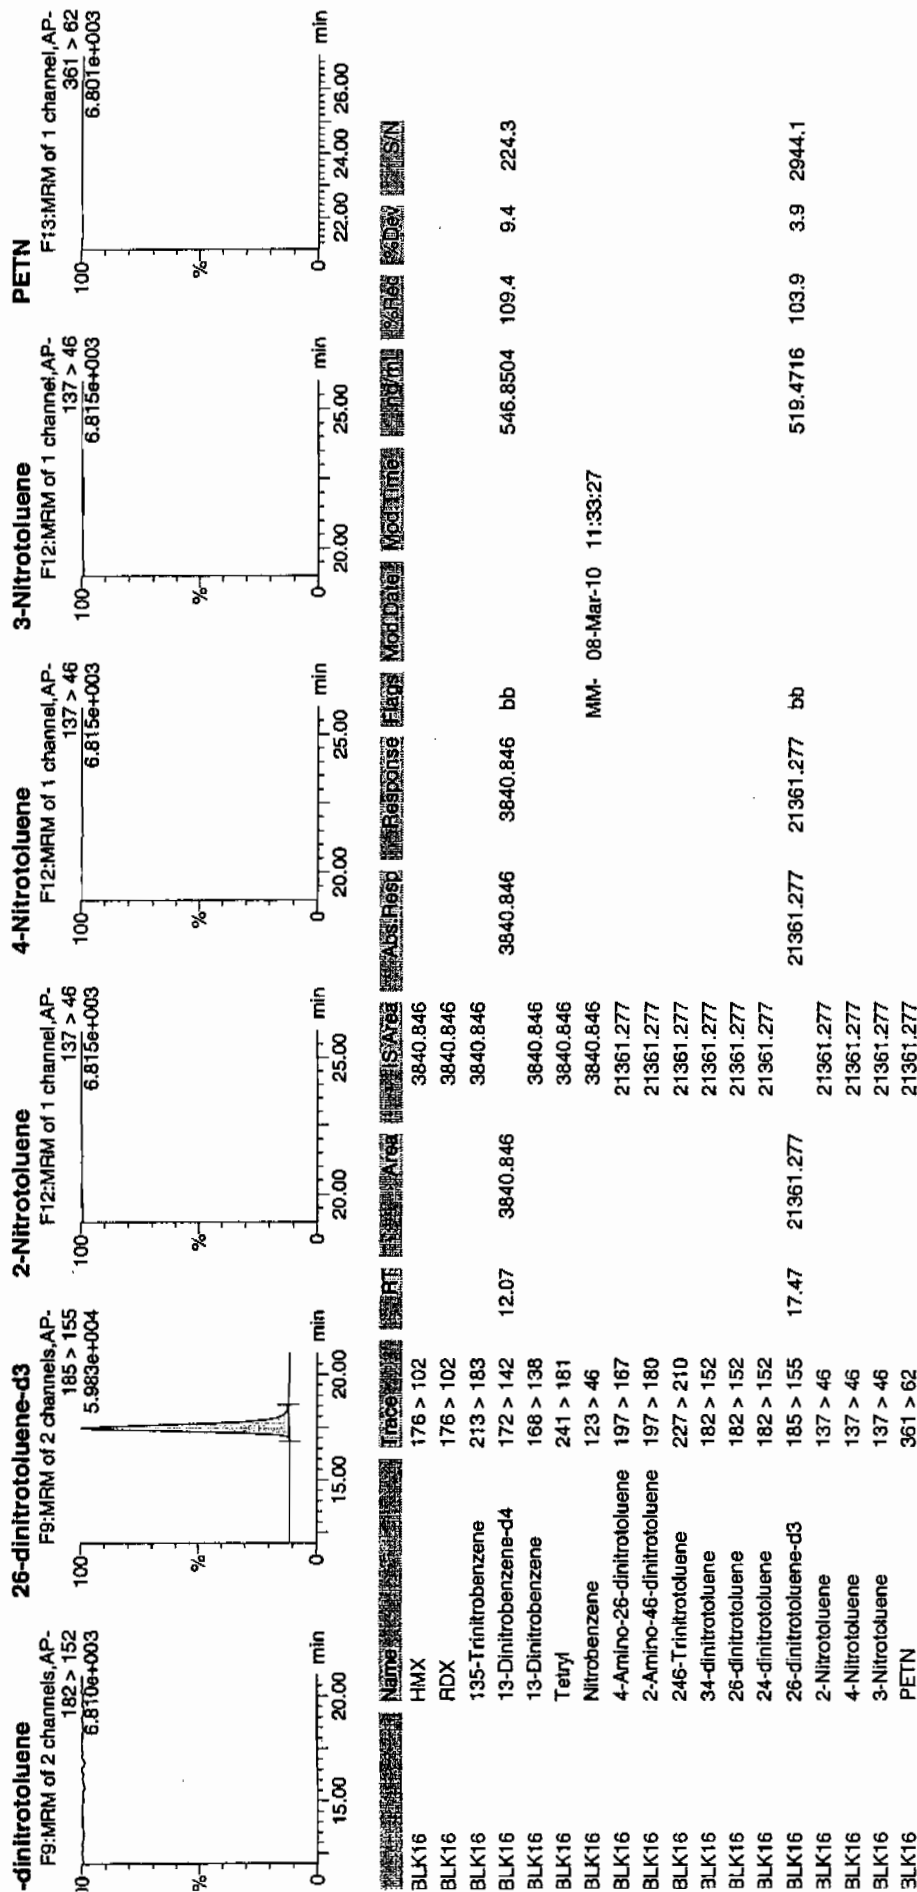 -dinitrotoluene
F9:MRM of 2 channels,AP-
182 > 152
6.810e+003
%
0
15.00
20.00
min
26-dinitrotoluene-d3
F9:MRM of 2 channels,AP-
185 > 155
5.983e+004
100
%
0
15.00
20.00
min
2-Nitrotoluene
F12:MRM of 1 channel,AP-
137 > 46
6.815e+003
100
%
0
20.00
25.00
min
4-Nitrotoluene
F12:MRM of 1 channel,AP-
137 > 46
6.815e+003
100
%
0
20.00
25.00
min
3-Nitrotoluene
F12:MRM of 1 channel,AP-
137 > 46
6.815e+003
100
%
0
20.00
25.00
min
PETN
F13:MRM of 1 channel,AP-
361 > 62
6.801e+003
100
%
0
22.00
24.00
26.00
min
Name Trace RT Area IS Area Abs.Resp Response Flags Mod.Date Mod.Time ng/mL %Rec %Dev S/N
BLK16 HMX 176 > 102 3840.846
BLK16 RDX 176 > 102 3840.846
BLK16 135-Trinitrobenzene 213 > 183 3840.846
BLK16 13-Dinitrobenzene-d4 172 > 142 12.07 3840.846 3840.846 3840.846 bb 546.8504 109.4 9.4 224.3
BLK16 13-Dinitrobenzene 168 > 138 3840.846
BLK16 Tetryl 241 > 181 3840.846
BLK16 Nitrobenzene 123 > 46 3840.846 MM- 08-Mar-10 11:33:27
BLK16 4-Amino-26-dinitrotoluene 197 > 167 21361.277
BLK16 2-Amino-46-dinitrotoluene 197 > 180 21361.277
BLK16 246-Trinitrotoluene 227 > 210 21361.277
BLK16 34-dinitrotoluene 182 > 152 21361.277
BLK16 26-dinitrotoluene 182 > 152 21361.277
BLK16 24-dinitrotoluene 182 > 152 21361.277
BLK16 26-dinitrotoluene-d3 185 > 155 17.47 21361.277 21361.277 21361.277 bb 519.4716 103.9 3.9 2944.1
BLK16 2-Nitrotoluene 137 > 46 21361.277
BLK16 4-Nitrotoluene 137 > 46 21361.277
BLK16 3-Nitrotoluene 137 > 46 21361.277
BLK16 PETN 361 > 62 21361.277